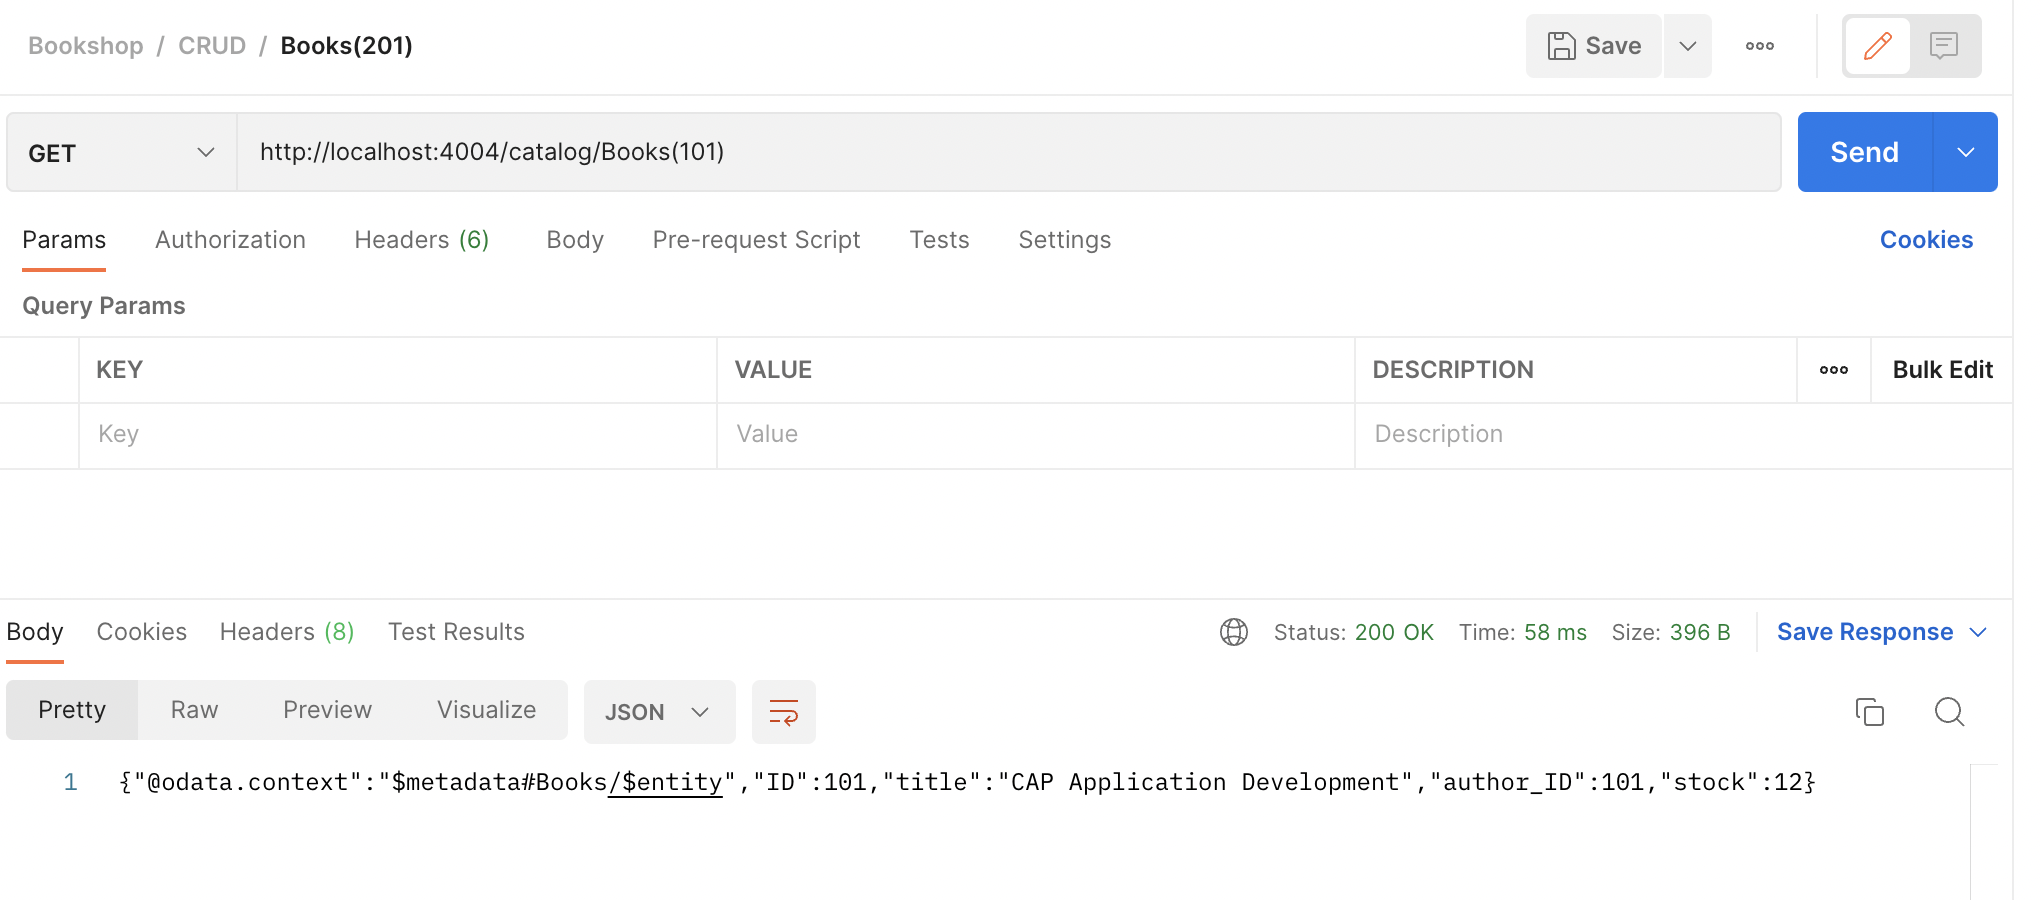 Bookshop / CRUD / Books(201)
Save
GET
http://localhost:4004/catalog/Books(101)
Send
Params Authorization Headers (6) Body Pre-request Script Tests Settings Cookies
Query Params
KEY VALUE DESCRIPTION Bulk Edit
Key Value Description
Body Cookies Headers (8) Test Results Status: 200 OK Time: 58 ms Size: 396 B Save Response
Pretty Raw Preview Visualize JSON
1 {"@odata.context":"$metadata#Books/$entity","ID":101,"title":"CAP Application Development","author_ID":101,"stock":12}